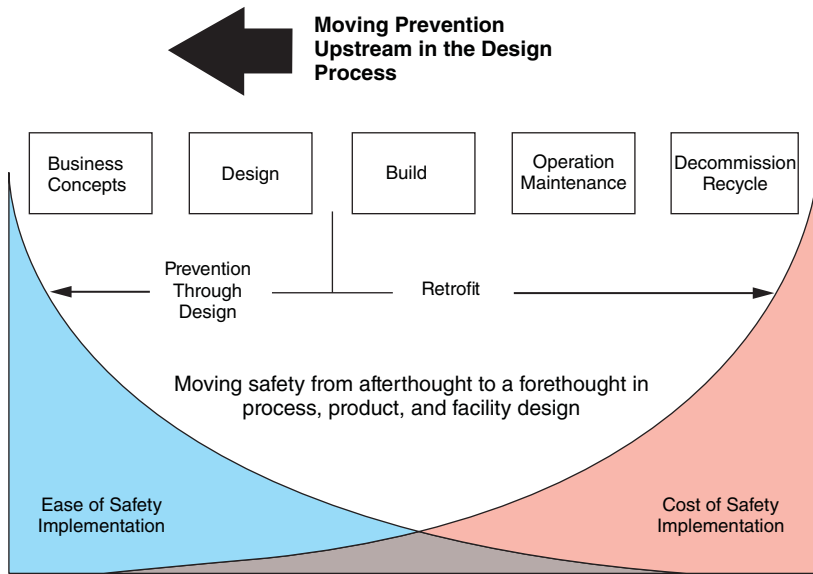 Moving Prevention
Upstream in the Design
Process
Business
Concepts
Design
Build
Operation
Maintenance
Decommission
Recycle
Prevention
Through
Design
Retrofit
Moving safety from afterthought to a forethought in
process, product, and facility design
Ease of Safety
Implementation
Cost of Safety
Implementation